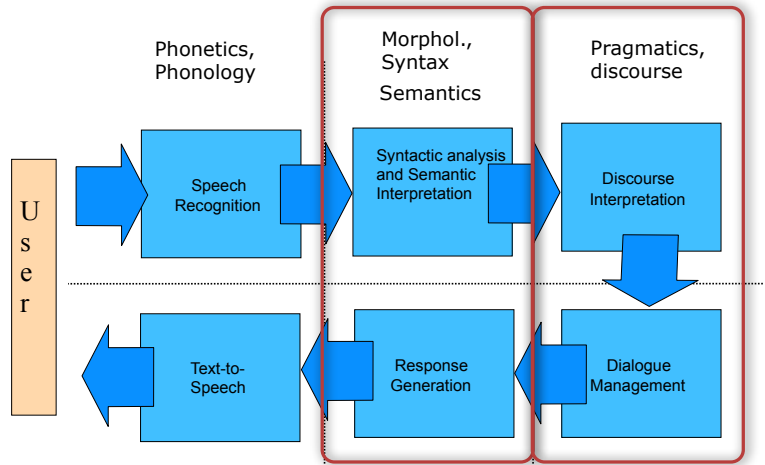 Phonetics,
Phonology
Morphol.,
Syntax
Semantics
Pragmatics,
discourse
User
Speech
Recognition
Syntactic analysis
and Semantic
Interpretation
Discourse
Interpretation
Text-to-
Speech
Response
Generation
Dialogue
Management